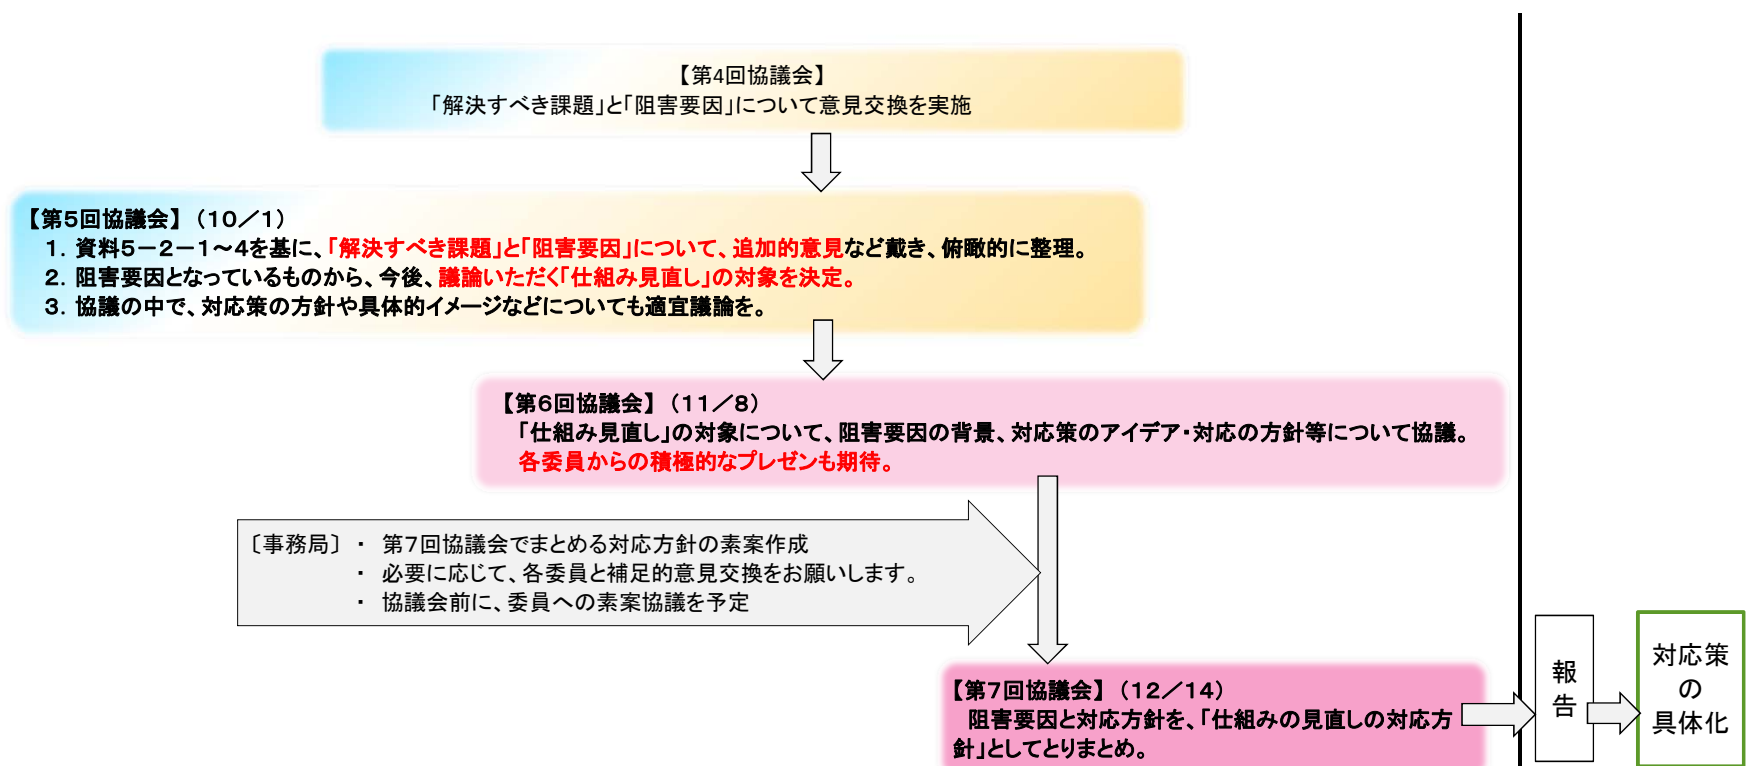 【第4回協議会】
「解決すべき課題」と「阻害要因」について意見交換を実施
【第５回協議会】（１０／１）
１．資料５－２－１～４を基に、「解決すべき課題」と「阻害要因」について、追加的意見など戴き、俯瞰的に整理。
２．阻害要因となっているものから、今後、議論いただく「仕組み見直し」の対象を決定。
３．協議の中で、対応策の方針や具体的イメージなどについても適宜議論を。
【第６回協議会】（１１／８）
「仕組み見直し」の対象について、阻害要因の背景、対応策のアイデア・対応の方針等について協議。
各委員からの積極的なプレゼンも期待。
〔事務局〕・ 第７回協議会でまとめる対応方針の素案作成
・ 必要に応じて、各委員と補足的意見交換をお願いします。
・ 協議会前に、委員への素案協議を予定
【第７回協議会】（１２／１４）
阻害要因と対応方針を、「仕組みの見直しの対応方
針」としてとりまとめ。
報
告
対応策
の
具体化